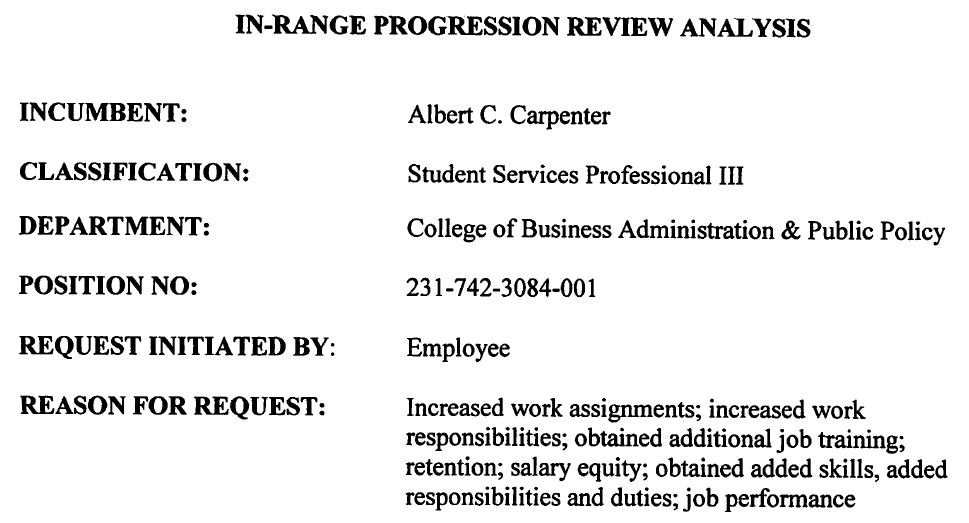 IN-RANGE PROGRESSION REVIEW ANALYSIS
INCUMBENT: Albert C. Carpenter
CLASSIFICATION: Student Services Professional III
DEPARTMENT: College of Business Administration & Public Policy
POSITION NO: 231-742-3084-001
REQUEST INITIATED BY: Employee
REASON FOR REQUEST: Increased work assignments; increased work
responsibilities; obtained additional job training;
retention; salary equity; obtained added skills, added
responsibilities and duties; job performance